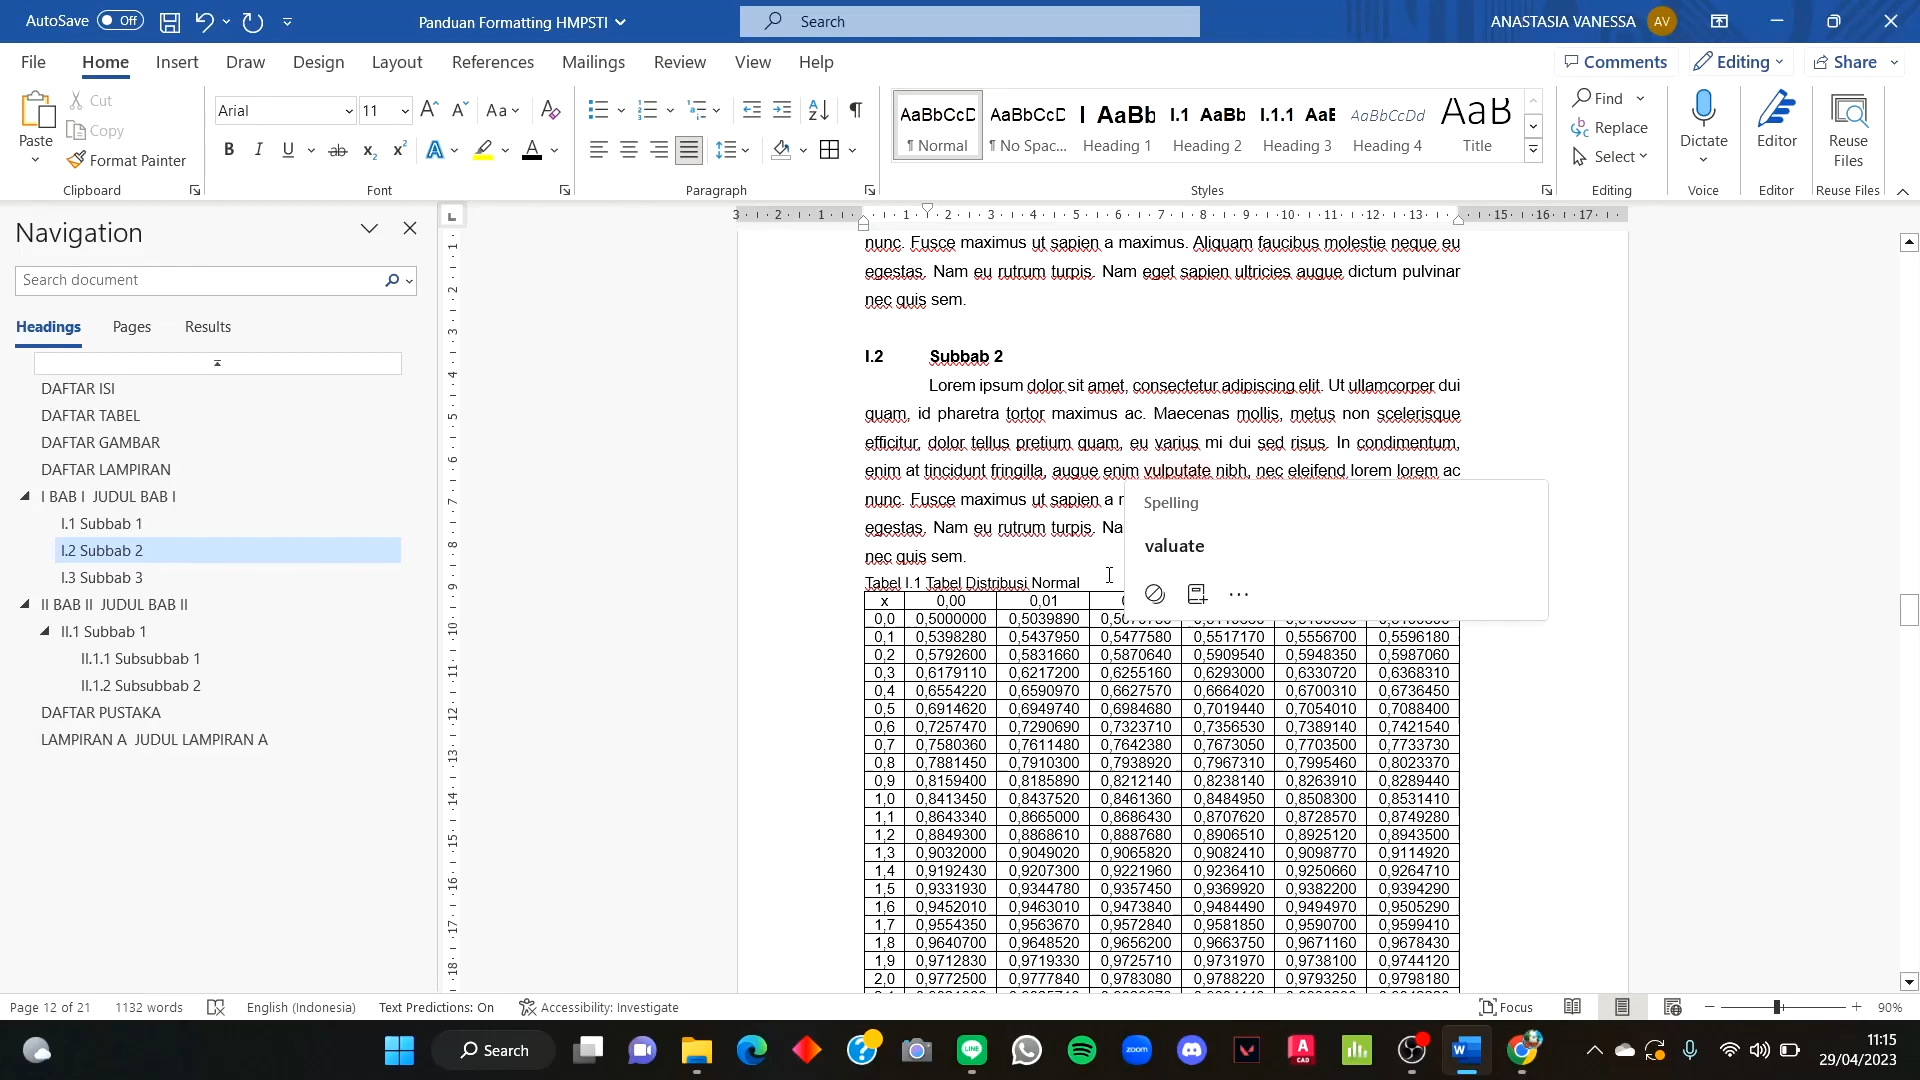 AutoSave Off Panduan Formatting HMPSTI Search ANASTASIA VANESSA AV
File Home Insert Draw Design Layout References Mailings Review View Help Comments Editing Share
Paste
Cut
Copy
Format Painter
Clipboard
Arial 11
Font
Paragraph
AaBbCcD AaBbCcD I AaBb I.1 AaBb I.1.1 AaE AaBbCcDd AaB
¶ Normal ¶ No Spac... Heading 1 Heading 2 Heading 3 Heading 4 Title
Styles
Find
Replace
Select
Editing
Dictate
Voice
Editor
Editor
Reuse Files
Reuse Files
Navigation
Search document
Headings Pages Results
DAFTAR ISI
DAFTAR TABEL
DAFTAR GAMBAR
DAFTAR LAMPIRAN
I BAB I JUDUL BAB I
I.1 Subbab 1
I.2 Subbab 2
I.3 Subbab 3
II BAB II JUDUL BAB II
II.1 Subbab 1
II.1.1 Subsubbab 1
II.1.2 Subsubbab 2
DAFTAR PUSTAKA
LAMPIRAN A JUDUL LAMPIRAN A
3 2 1 1 2 3 4 5 6 7 8 9 10 11 12 13 15 16 17
nunc. Fusce maximus ut sapien a maximus. Aliquam faucibus molestie neque eu
egestas. Nam eu rutrum turpis. Nam eget sapien ultricies augue dictum pulvinar
nec quis sem.
I.2 Subbab 2
Lorem ipsum dolor sit amet, consectetur adipiscing elit. Ut ullamcorper dui
quam, id pharetra tortor maximus ac. Maecenas mollis, metus non scelerisque
efficitur, dolor tellus pretium quam, eu varius mi dui sed risus. In condimentum,
enim at tincidunt fringilla, augue enim vulputate nibh, nec eleifend lorem lorem ac
nunc. Fusce maximus ut sapien a
egestas. Nam eu rutrum turpis. Na
nec quis sem.
Spelling
valuate
Tabel I.1 Tabel Distribusi Normal
x 0,00 0,01
0,0 0,5000000 0,5039890
0,1 0,5398280 0,5437950 0,5477580 0,5517170 0,5556700 0,5596180
0,2 0,5792600 0,5831660 0,5870640 0,5909540 0,5948350 0,5987060
0,3 0,6179110 0,6217200 0,6255160 0,6293000 0,6330720 0,6368310
0,4 0,6554220 0,6590970 0,6627570 0,6664020 0,6700310 0,6736450
0,5 0,6914620 0,6949740 0,6984680 0,7019440 0,7054010 0,7088400
0,6 0,7257470 0,7290690 0,7323710 0,7356530 0,7389140 0,7421540
0,7 0,7580360 0,7611480 0,7642380 0,7673050 0,7703500 0,7733730
0,8 0,7881450 0,7910300 0,7938920 0,7967310 0,7995460 0,8023370
0,9 0,8159400 0,8185890 0,8212140 0,8238140 0,8263910 0,8289440
1,0 0,8413450 0,8437520 0,8461360 0,8484950 0,8508300 0,8531410
1,1 0,8643340 0,8665000 0,8686430 0,8707620 0,8728570 0,8749280
1,2 0,8849300 0,8868610 0,8887680 0,8906510 0,8925120 0,8943500
1,3 0,9032000 0,9049020 0,9065820 0,9082410 0,9098770 0,9114920
1,4 0,9192430 0,9207300 0,9221960 0,9236410 0,9250660 0,9264710
1,5 0,9331930 0,9344780 0,9357450 0,9369920 0,9382200 0,9394290
1,6 0,9452010 0,9463010 0,9473840 0,9484490 0,9494970 0,9505290
1,7 0,9554350 0,9563670 0,9572840 0,9581850 0,9590700 0,9599410
1,8 0,9640700 0,9648520 0,9656200 0,9663750 0,9671160 0,9678430
1,9 0,9712830 0,9719330 0,9725710 0,9731970 0,9738100 0,9744120
2,0 0,9772500 0,9777840 0,9783080 0,9788220 0,9793250 0,9798180
Page 12 of 21 1132 words English (Indonesia) Text Predictions: On Accessibility: Investigate Focus 90%
Search LINE zoom A CAD W 11:15
29/04/2023